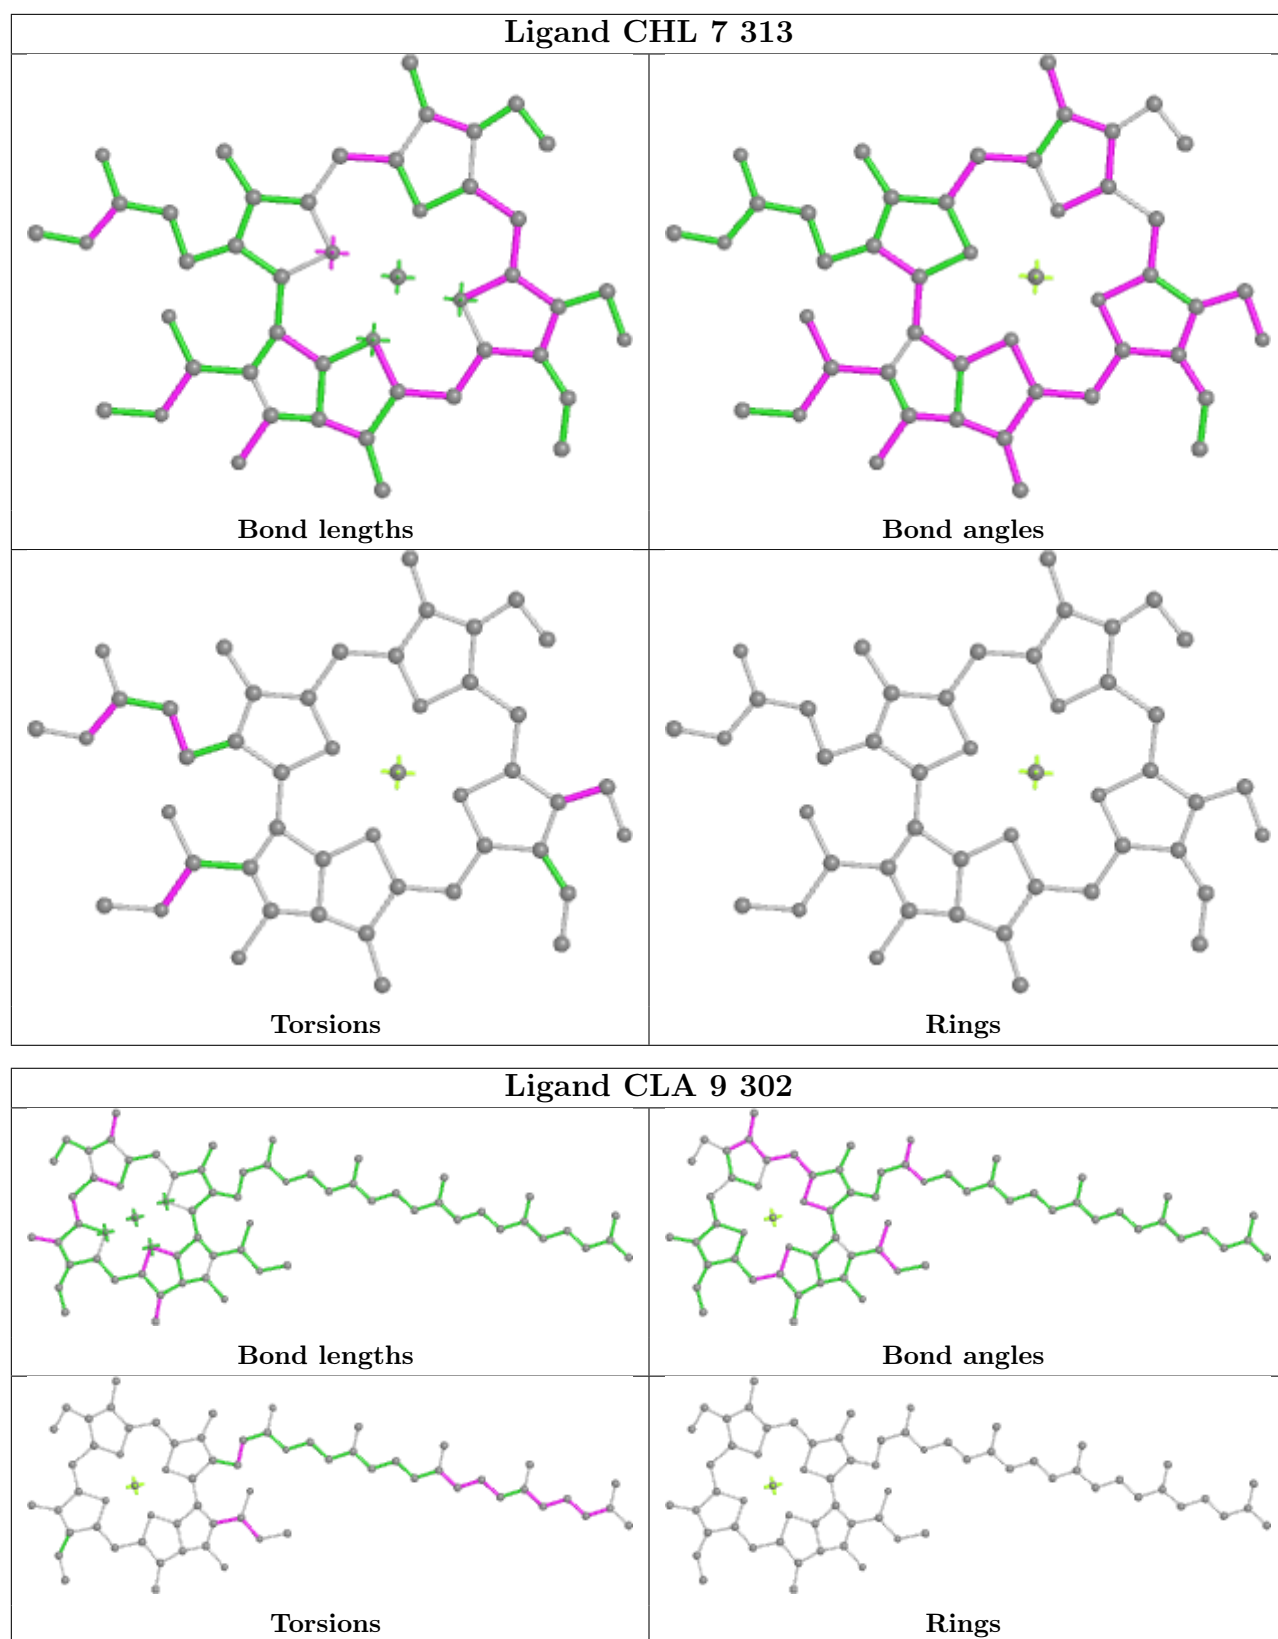 Ligand CHL 7 313
Bond lengths
Bond angles
Torsions
Rings
Ligand CLA 9 302
Bond lengths
Bond angles
Torsions
Rings